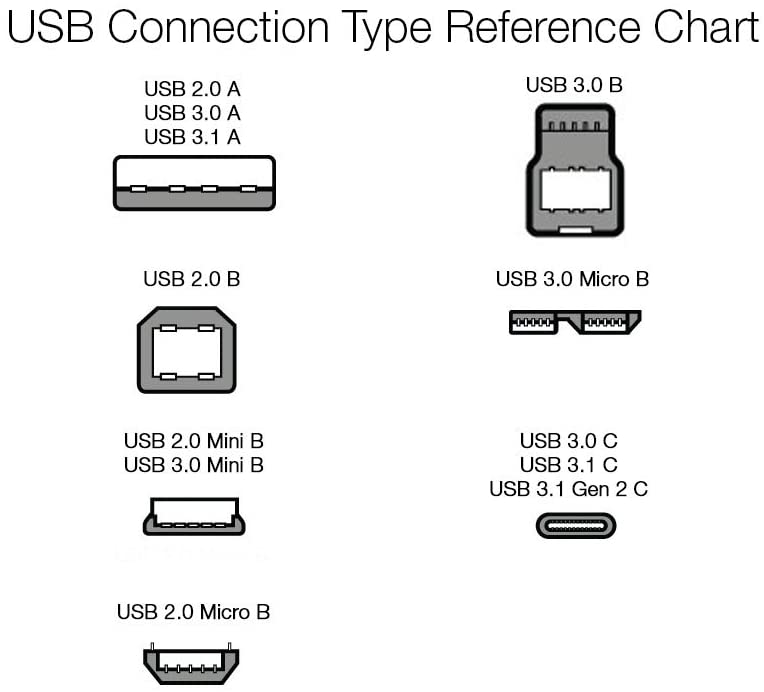 USB Connection Type Reference Chart
USB 2.0 A
USB 3.0 A
USB 3.1 A
USB 3.0 B
USB 2.0 B
USB 3.0 Micro B
USB 2.0 Mini B
USB 3.0 Mini B
USB 3.0 C
USB 3.1 C
USB 3.1 Gen 2 C
USB 2.0 Micro B